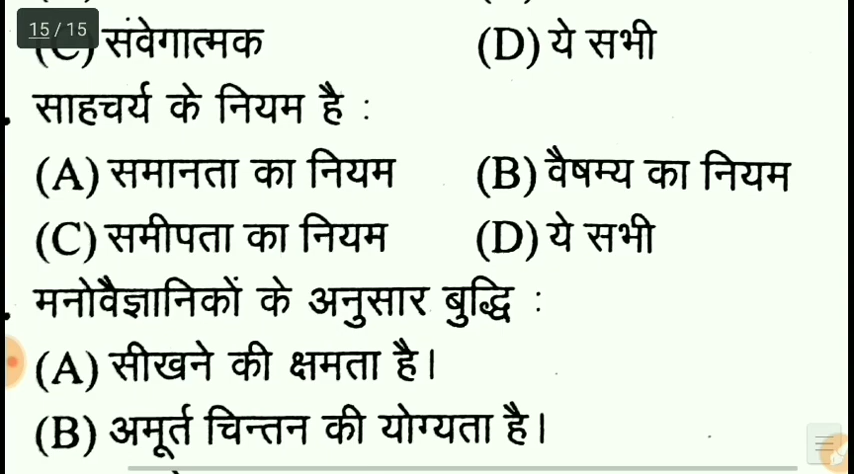 15 / 15
(C) संवेगात्मक (D) ये सभी
साहचर्य के नियम है :
(A) समानता का नियम (B) वैषम्य का नियम
(C) समीपता का नियम (D) ये सभी
मनोवैज्ञानिकों के अनुसार बुद्धि :
(A) सीखने की क्षमता है।
(B) अमूर्त चिन्तन की योग्यता है।